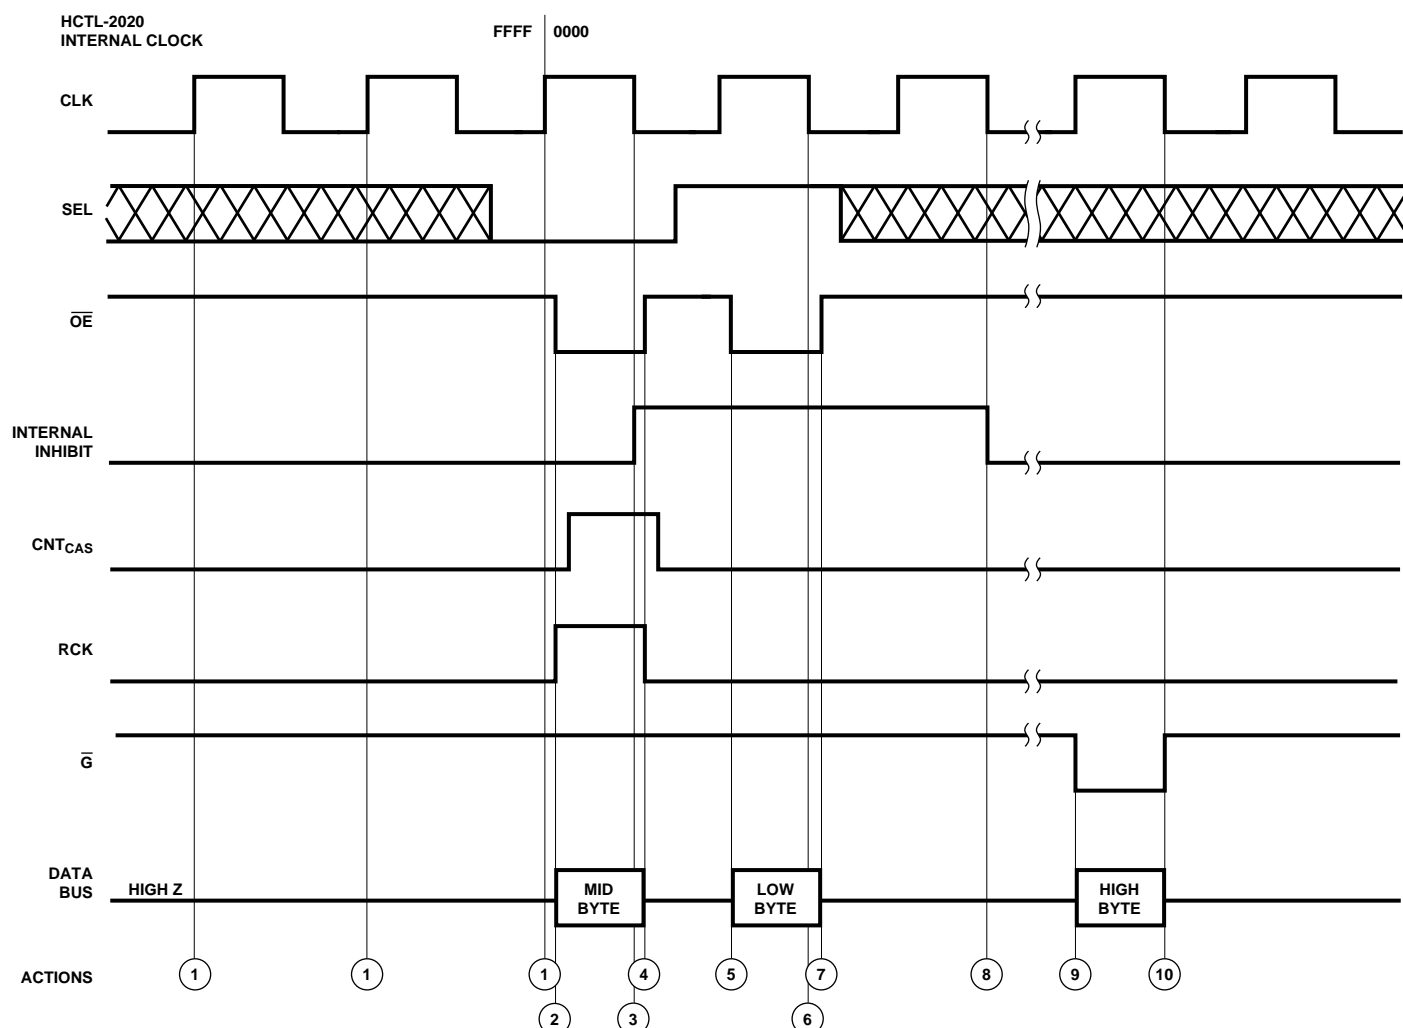 HCTL-2020
INTERNAL CLOCK
FFFF 0000
CLK
SEL
OE
INTERNAL
INHIBIT
CNTCAS
RCK
G
DATA
BUS
HIGH Z
MID
BYTE
LOW
BYTE
HIGH
BYTE
ACTIONS
1 1 1 4 5 7 8 9 10
2 3 6